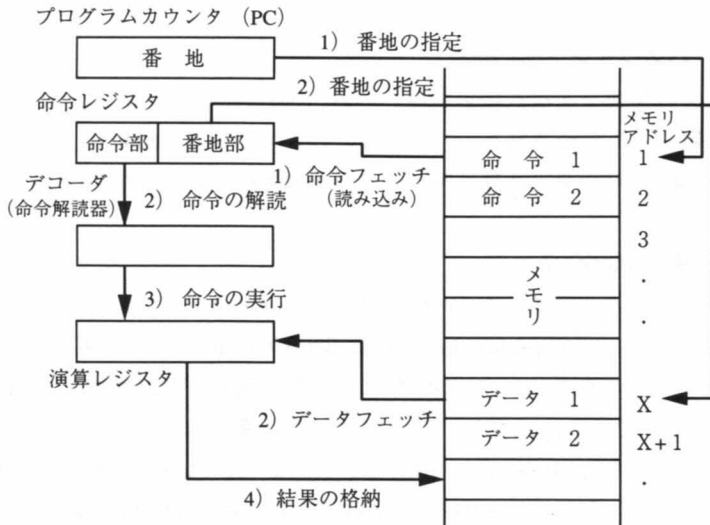 プログラムカウンタ (PC)
番 地
1) 番地の指定
2) 番地の指定
命令レジスタ
命令部
番地部
メモリ
アドレス
命 令 1
1
1) 命令フェッチ
(読み込み)
デコーダ
(命令解読器)
2) 命令の解読
命 令 2
2
3
メモリ
・
・
3) 命令の実行
演算レジスタ
2) データフェッチ
データ 1
X
データ 2
X+1
・
4) 結果の格納